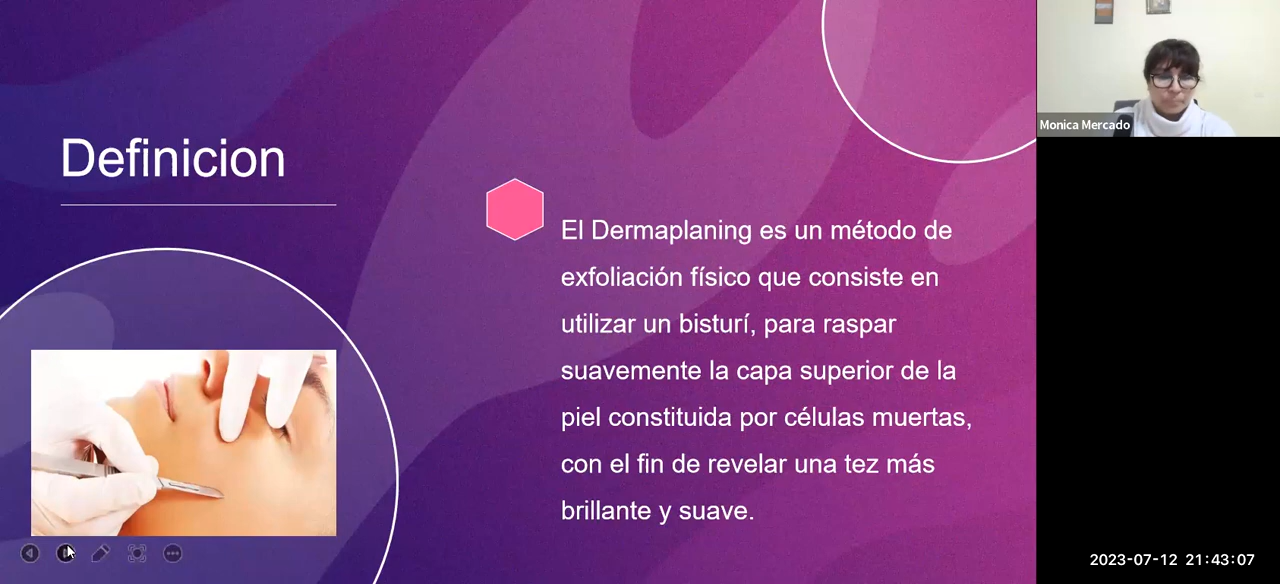 Definicion
El Dermaplaning es un método de
exfoliación físico que consiste en
utilizar un bisturí, para raspar
suavemente la capa superior de la
piel constituida por células muertas,
con el fin de revelar una tez más
brillante y suave.
Monica Mercado
2023-07-12 21:43:07